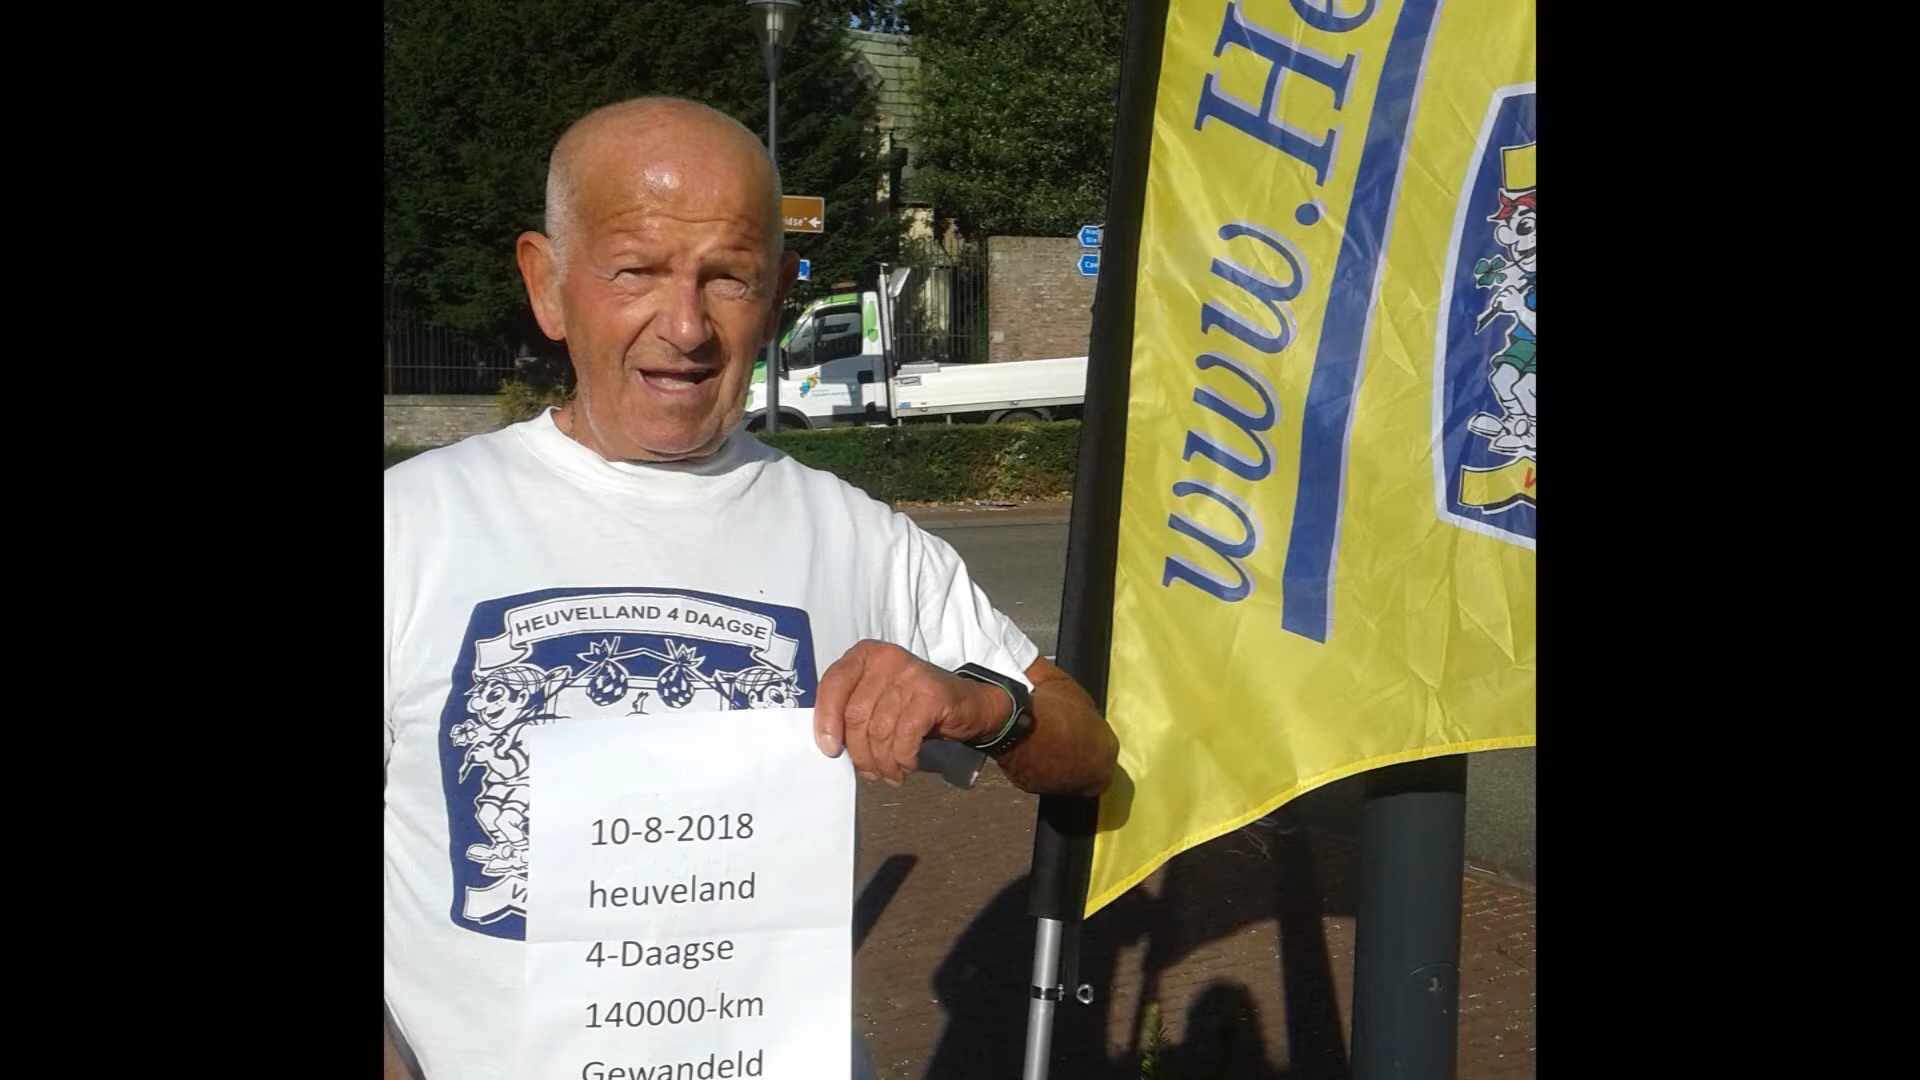 www.He
HEUVELLAND 4 DAAGSE
10-8-2018
heuveland
4-Daagse
140000-km
Gewandeld